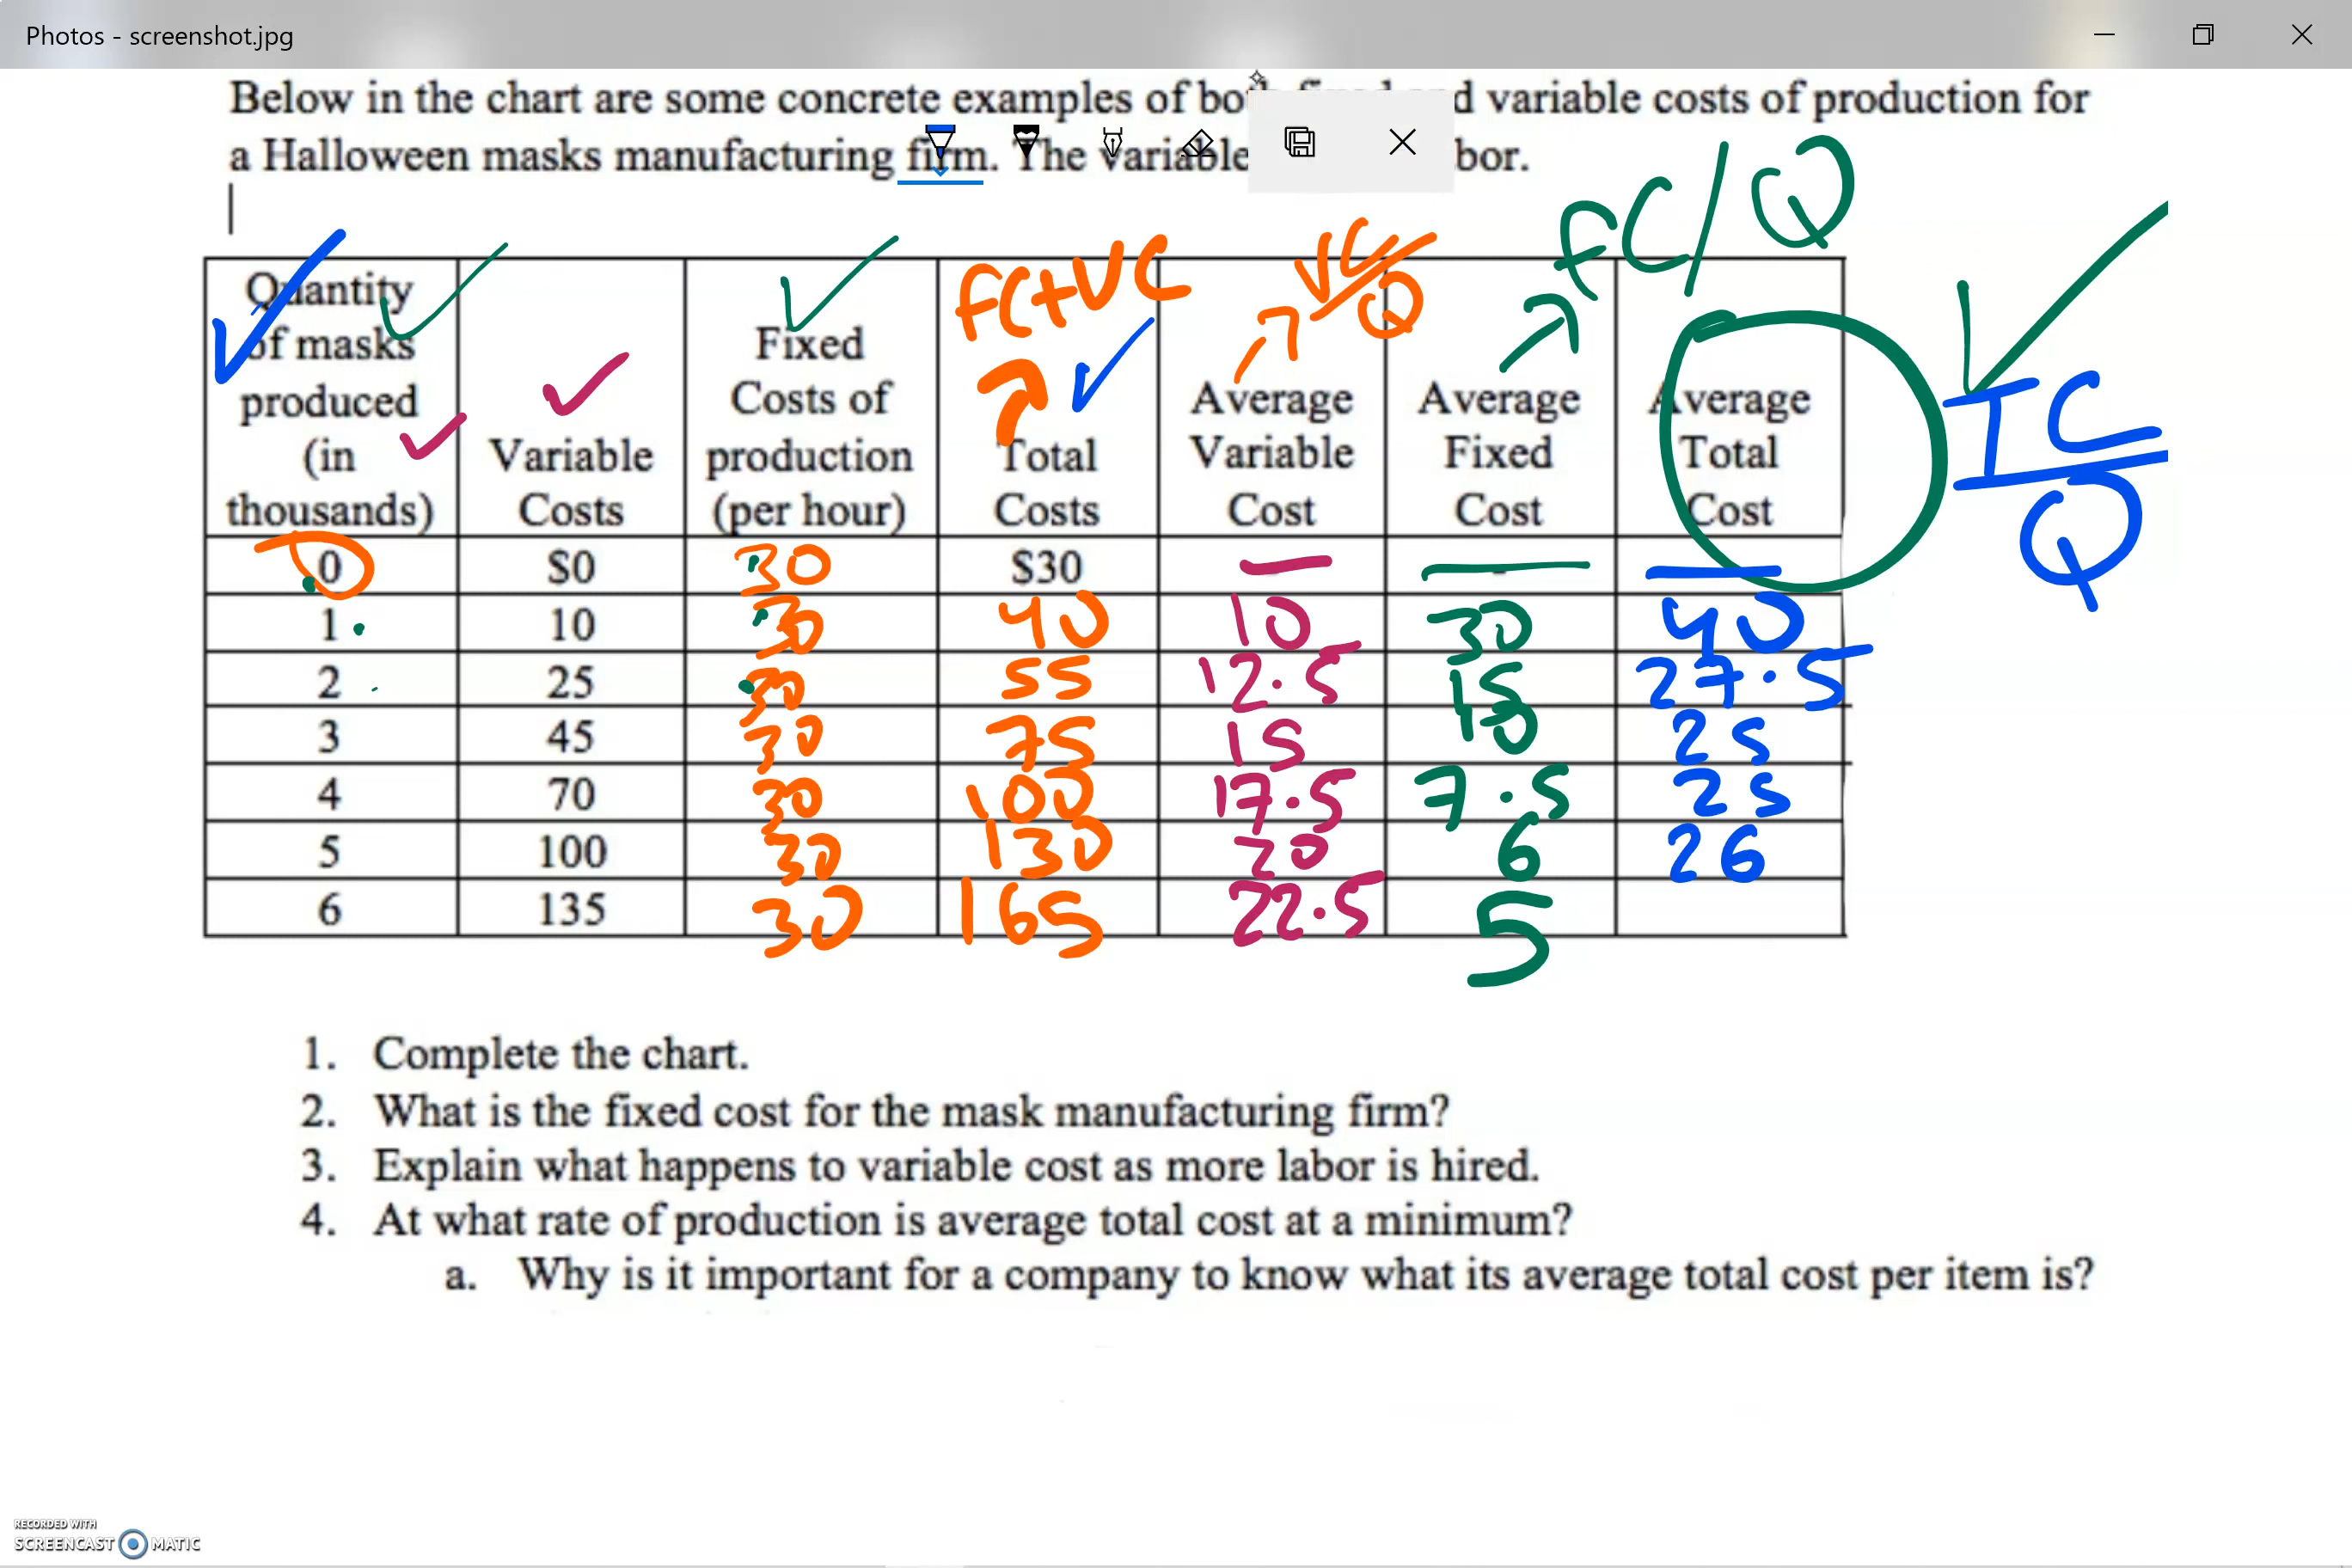 Photos - screenshot.jpg
Below in the chart are some concrete examples of both fixed and variable costs of production for
a Halloween masks manufacturing firm. The variable bor.
fC/Q
fC+VC
VC
Q
Quantity
of masks
produced
(in
thousands)
Variable
Costs
Fixed
Costs of
production
(per hour)
Total
Costs
Average
Variable
Cost
Average
Fixed
Cost
Average
Total
Cost
TC
Q
0 $0 30 $30 — — —
1 10 30 40 10 30 40
2 25 30 55 12.5 15 27.5
3 45 30 75 15 10 25
4 70 30 100 17.5 7.5 25
5 100 30 130 20 6 26
6 135 30 165 22.5 5
1. Complete the chart.
2. What is the fixed cost for the mask manufacturing firm?
3. Explain what happens to variable cost as more labor is hired.
4. At what rate of production is average total cost at a minimum?
a. Why is it important for a company to know what its average total cost per item is?
RECORDED WITH
SCREENCAST MATIC